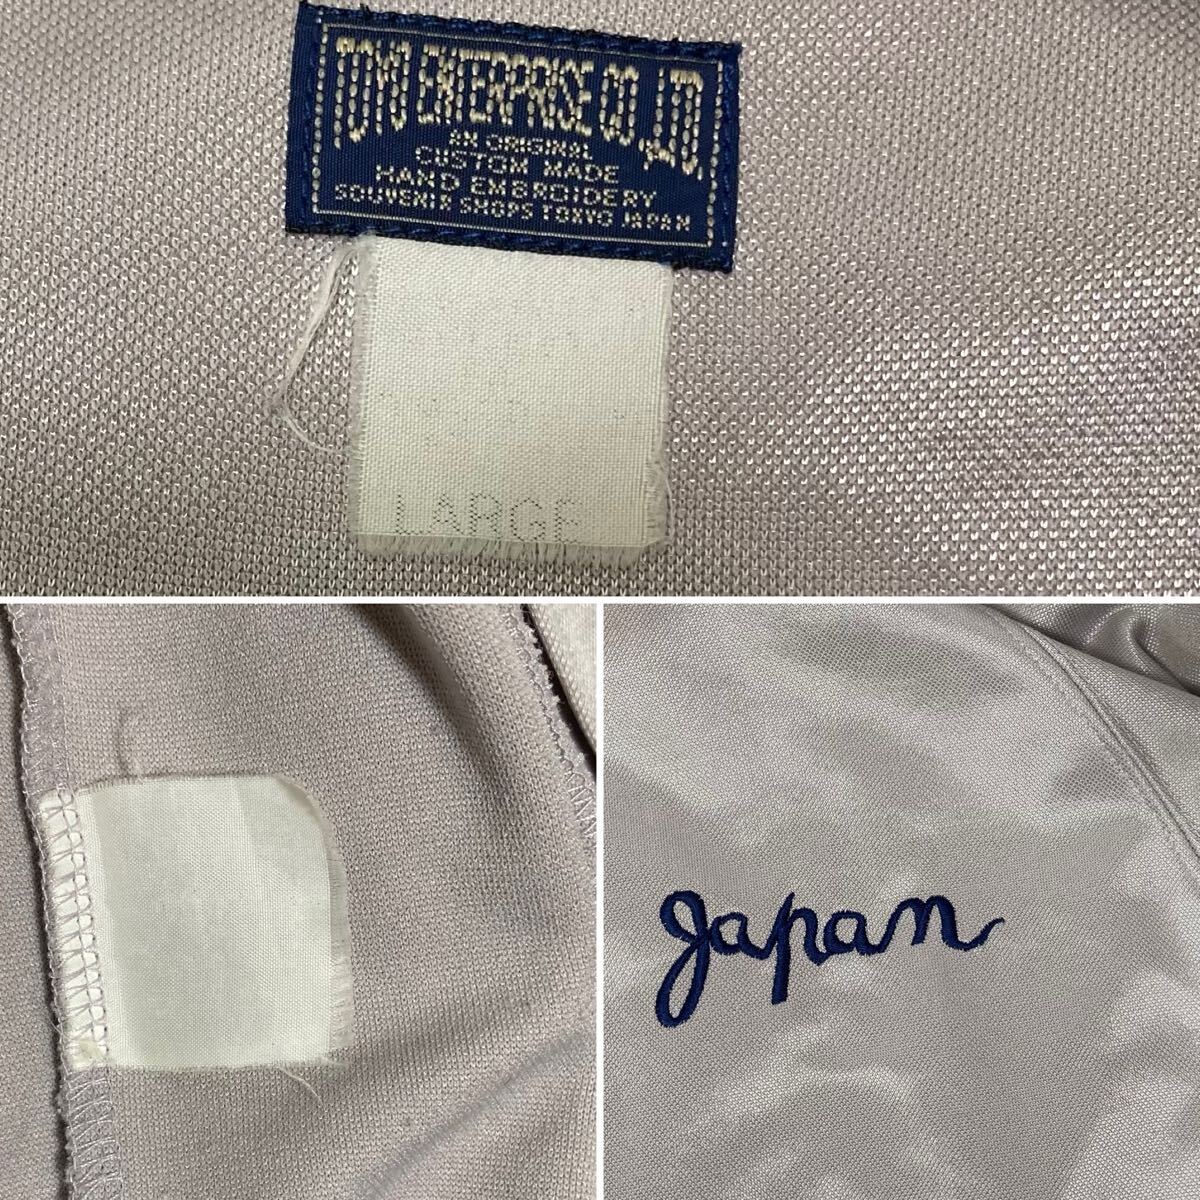 TOYO ENTERPRISE CO.,LTD.
AN ORIGINAL
CUSTOM MADE
HAND EMBROIDERY
SOUVENIR SHOPS TOKYO JAPAN
LARGE
Japan